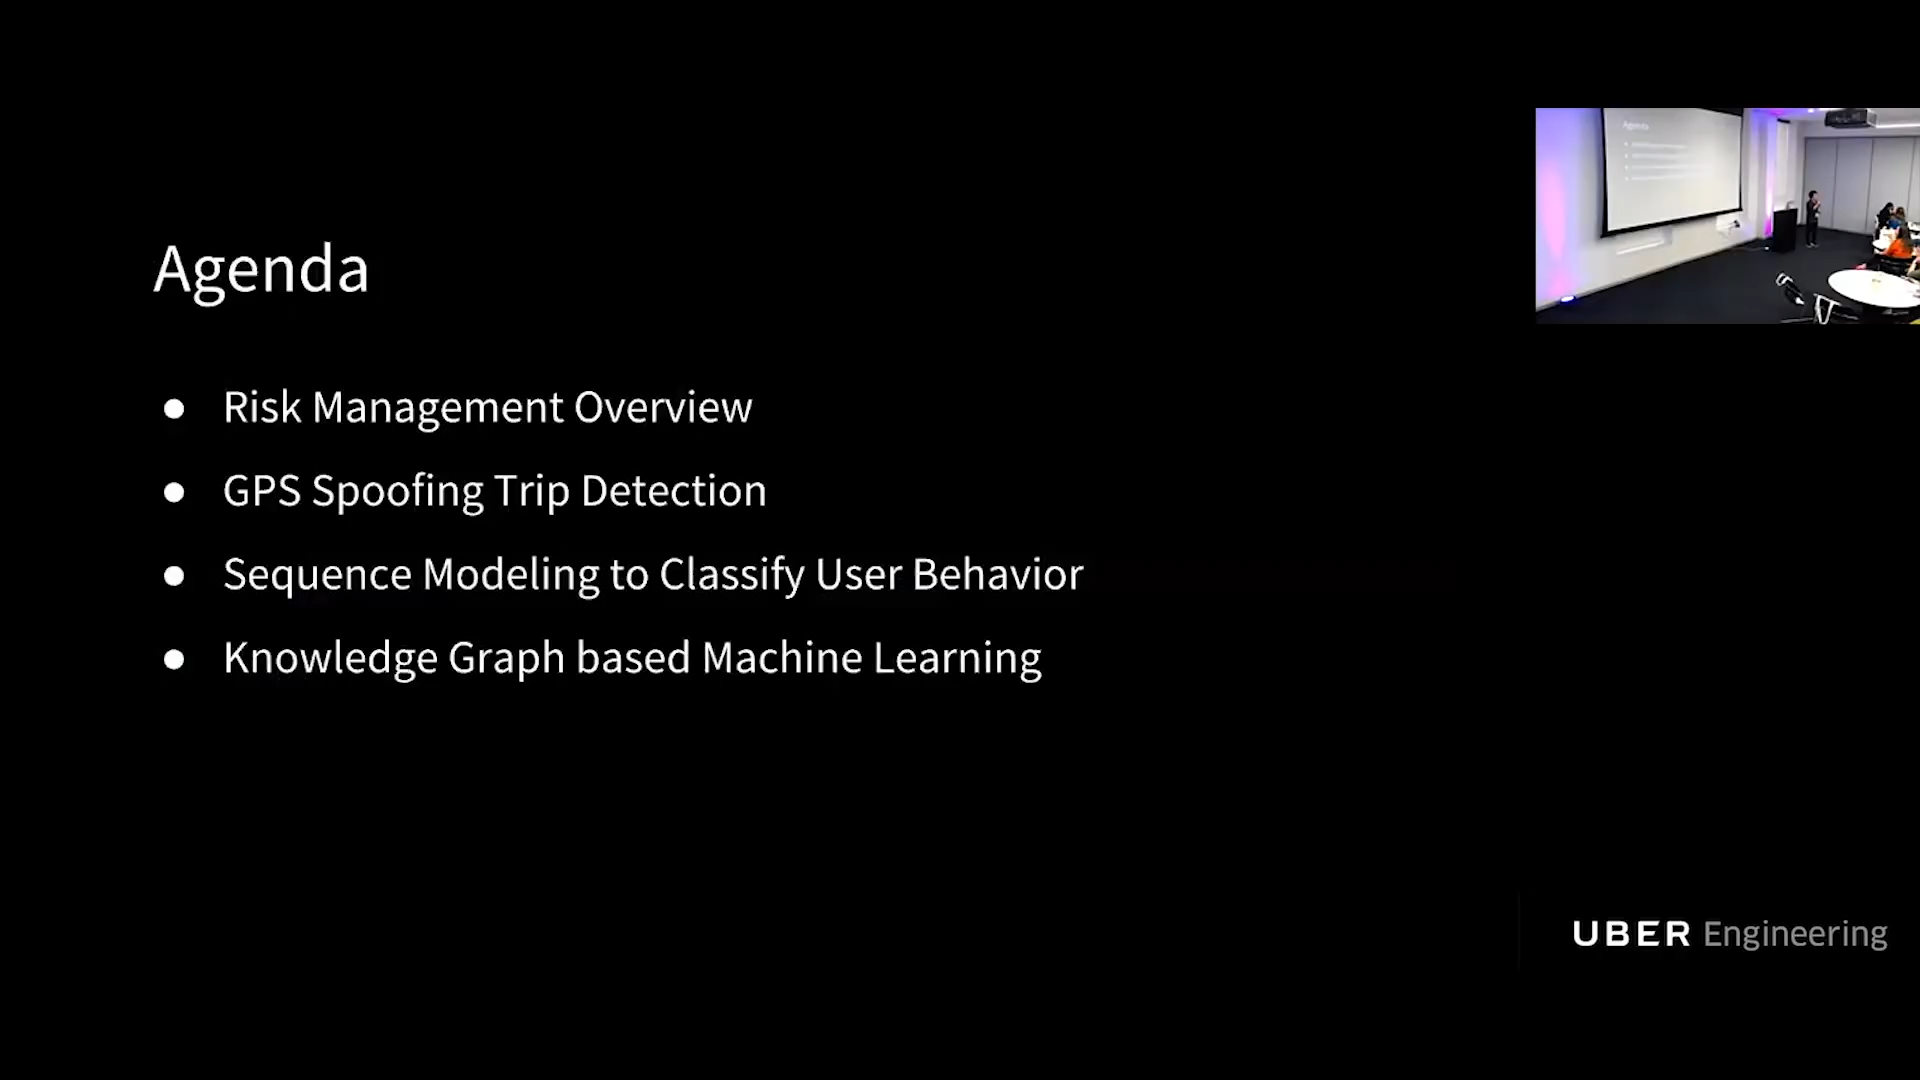 Agenda
● Risk Management Overview
● GPS Spoofing Trip Detection
● Sequence Modeling to Classify User Behavior
● Knowledge Graph based Machine Learning
UBER Engineering
Agenda